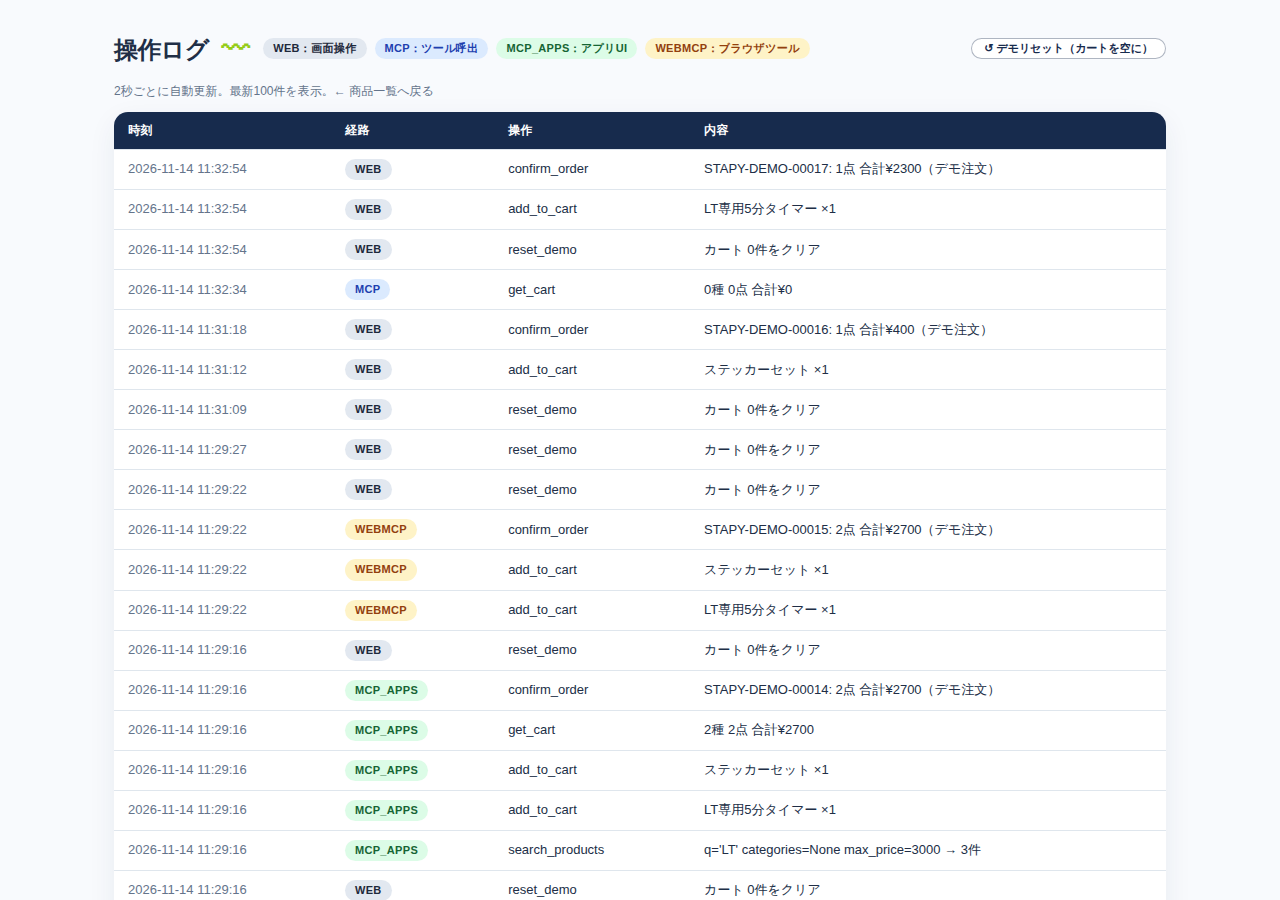 操作ログ WEB：画面操作 MCP：ツール呼出 MCP_APPS：アプリUI WEBMCP：ブラウザツール ↺ デモリセット（カートを空に）
2秒ごとに自動更新。最新100件を表示。← 商品一覧へ戻る
時刻 経路 操作 内容
2026-11-14 11:32:54 WEB confirm_order STAPY-DEMO-00017: 1点 合計¥2300（デモ注文）
2026-11-14 11:32:54 WEB add_to_cart LT専用5分タイマー ×1
2026-11-14 11:32:54 WEB reset_demo カート 0件をクリア
2026-11-14 11:32:34 MCP get_cart 0種 0点 合計¥0
2026-11-14 11:31:18 WEB confirm_order STAPY-DEMO-00016: 1点 合計¥400（デモ注文）
2026-11-14 11:31:12 WEB add_to_cart ステッカーセット ×1
2026-11-14 11:31:09 WEB reset_demo カート 0件をクリア
2026-11-14 11:29:27 WEB reset_demo カート 0件をクリア
2026-11-14 11:29:22 WEB reset_demo カート 0件をクリア
2026-11-14 11:29:22 WEBMCP confirm_order STAPY-DEMO-00015: 2点 合計¥2700（デモ注文）
2026-11-14 11:29:22 WEBMCP add_to_cart ステッカーセット ×1
2026-11-14 11:29:22 WEBMCP add_to_cart LT専用5分タイマー ×1
2026-11-14 11:29:16 WEB reset_demo カート 0件をクリア
2026-11-14 11:29:16 MCP_APPS confirm_order STAPY-DEMO-00014: 2点 合計¥2700（デモ注文）
2026-11-14 11:29:16 MCP_APPS get_cart 2種 2点 合計¥2700
2026-11-14 11:29:16 MCP_APPS add_to_cart ステッカーセット ×1
2026-11-14 11:29:16 MCP_APPS add_to_cart LT専用5分タイマー ×1
2026-11-14 11:29:16 MCP_APPS search_products q='LT' categories=None max_price=3000 → 3件
2026-11-14 11:29:16 WEB reset_demo カート 0件をクリア